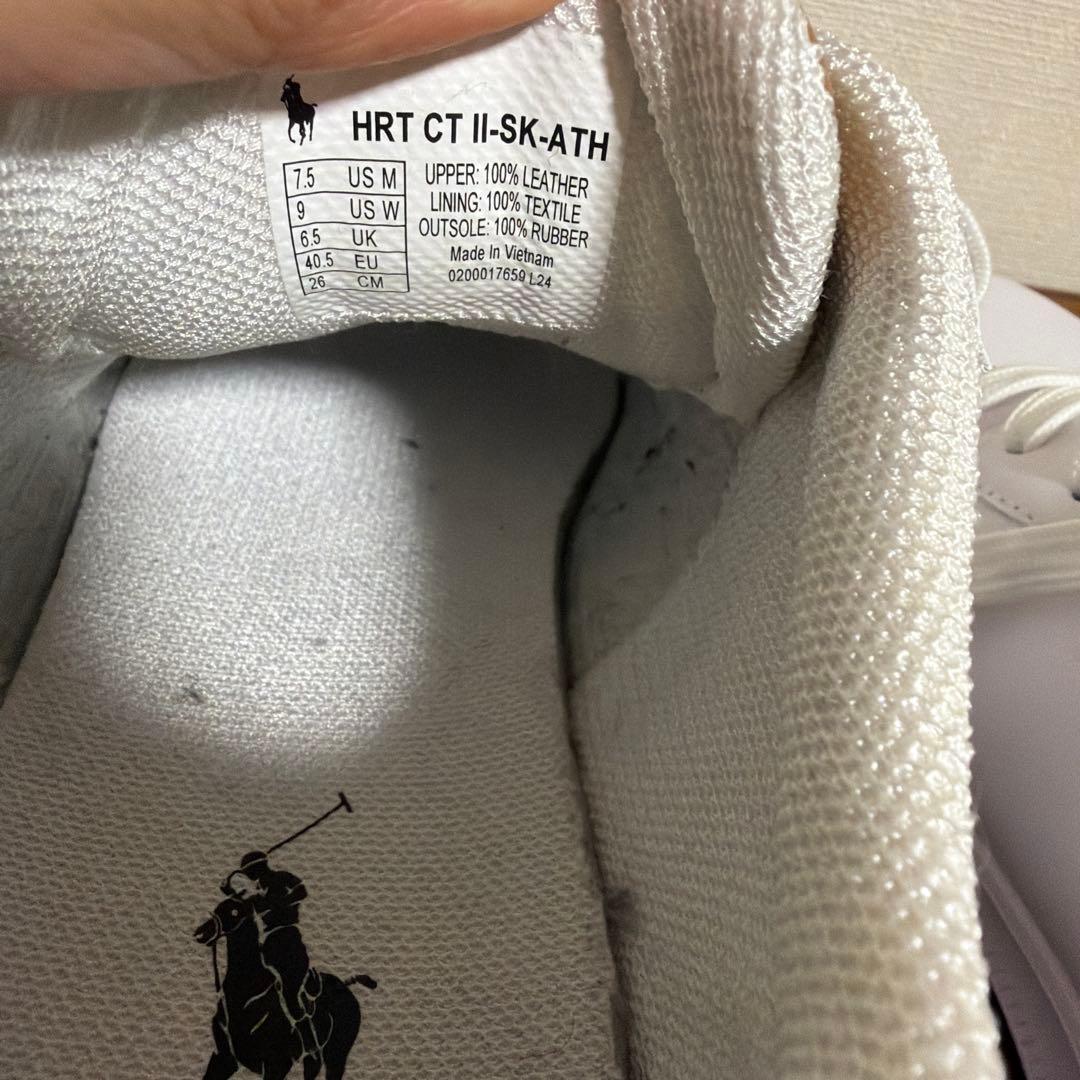 HRT CT II-SK-ATH
7.5 US M
9 US W
6.5 UK
40.5 EU
26 CM
UPPER: 100% LEATHER
LINING: 100% TEXTILE
OUTSOLE: 100% RUBBER
Made In Vietnam
0200017659 L24